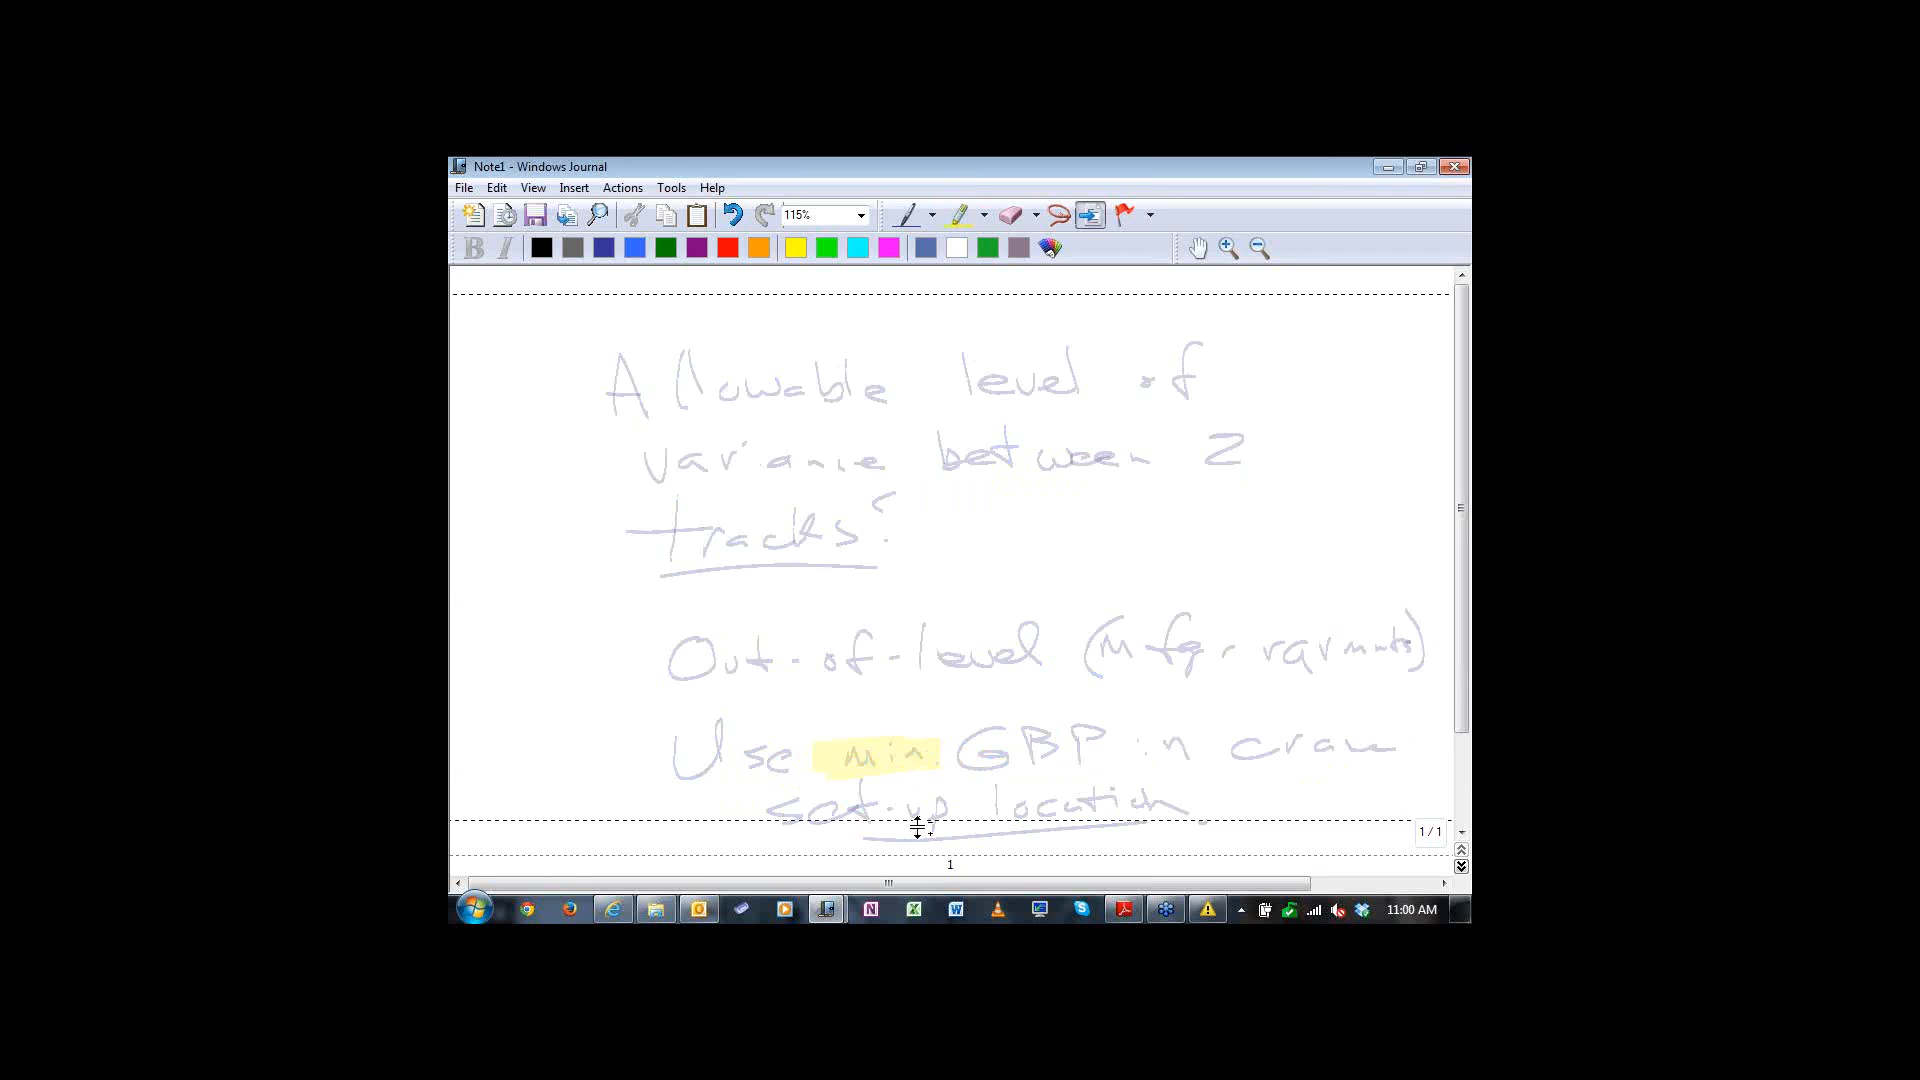 Note1 - Windows Journal
File Edit View Insert Actions Tools Help
115%
B I
Allowable level of
variance between 2
tracks?
Out-of-level (Mfgr rqrmnts)
Use min. GBP in crane
set-up location.
1 / 1
1
11:00 AM